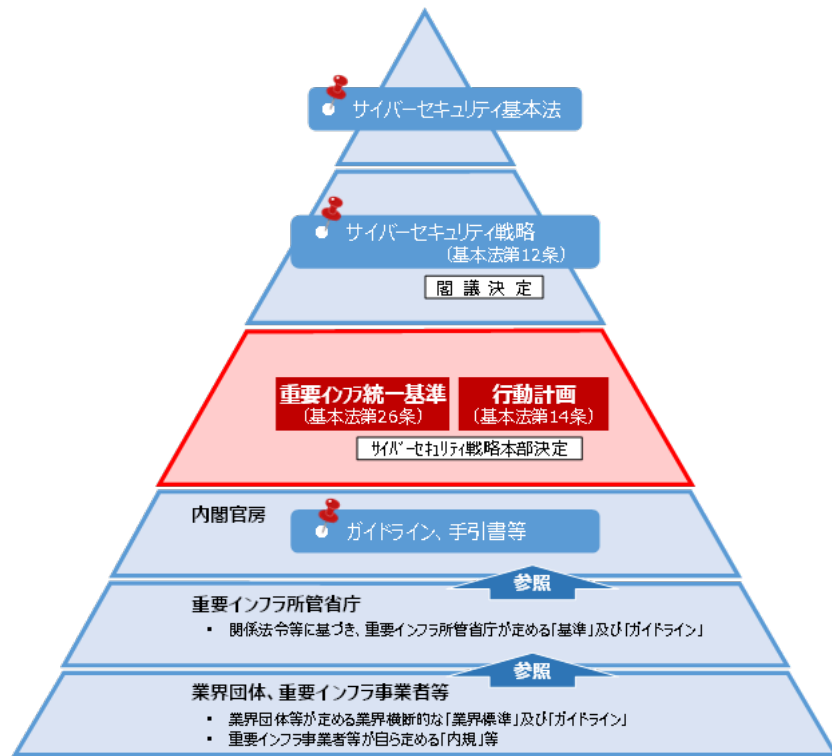 サイバーセキュリティ基本法
サイバーセキュリティ戦略
(基本法第12条)
閣議決定
重要インフラ統一基準
(基本法第26条)
行動計画
(基本法第14条)
サイバーセキュリティ戦略本部決定
内閣官房
ガイドライン、手引書等
参照
重要インフラ所管省庁
▪ 関係法令等に基づき、重要インフラ所管省庁が定める「基準」及び「ガイドライン」
参照
業界団体、重要インフラ事業者等
▪ 業界団体等が定める業界横断的な「業界標準」及び「ガイドライン」
▪ 重要インフラ事業者等が自ら定める「内規」等